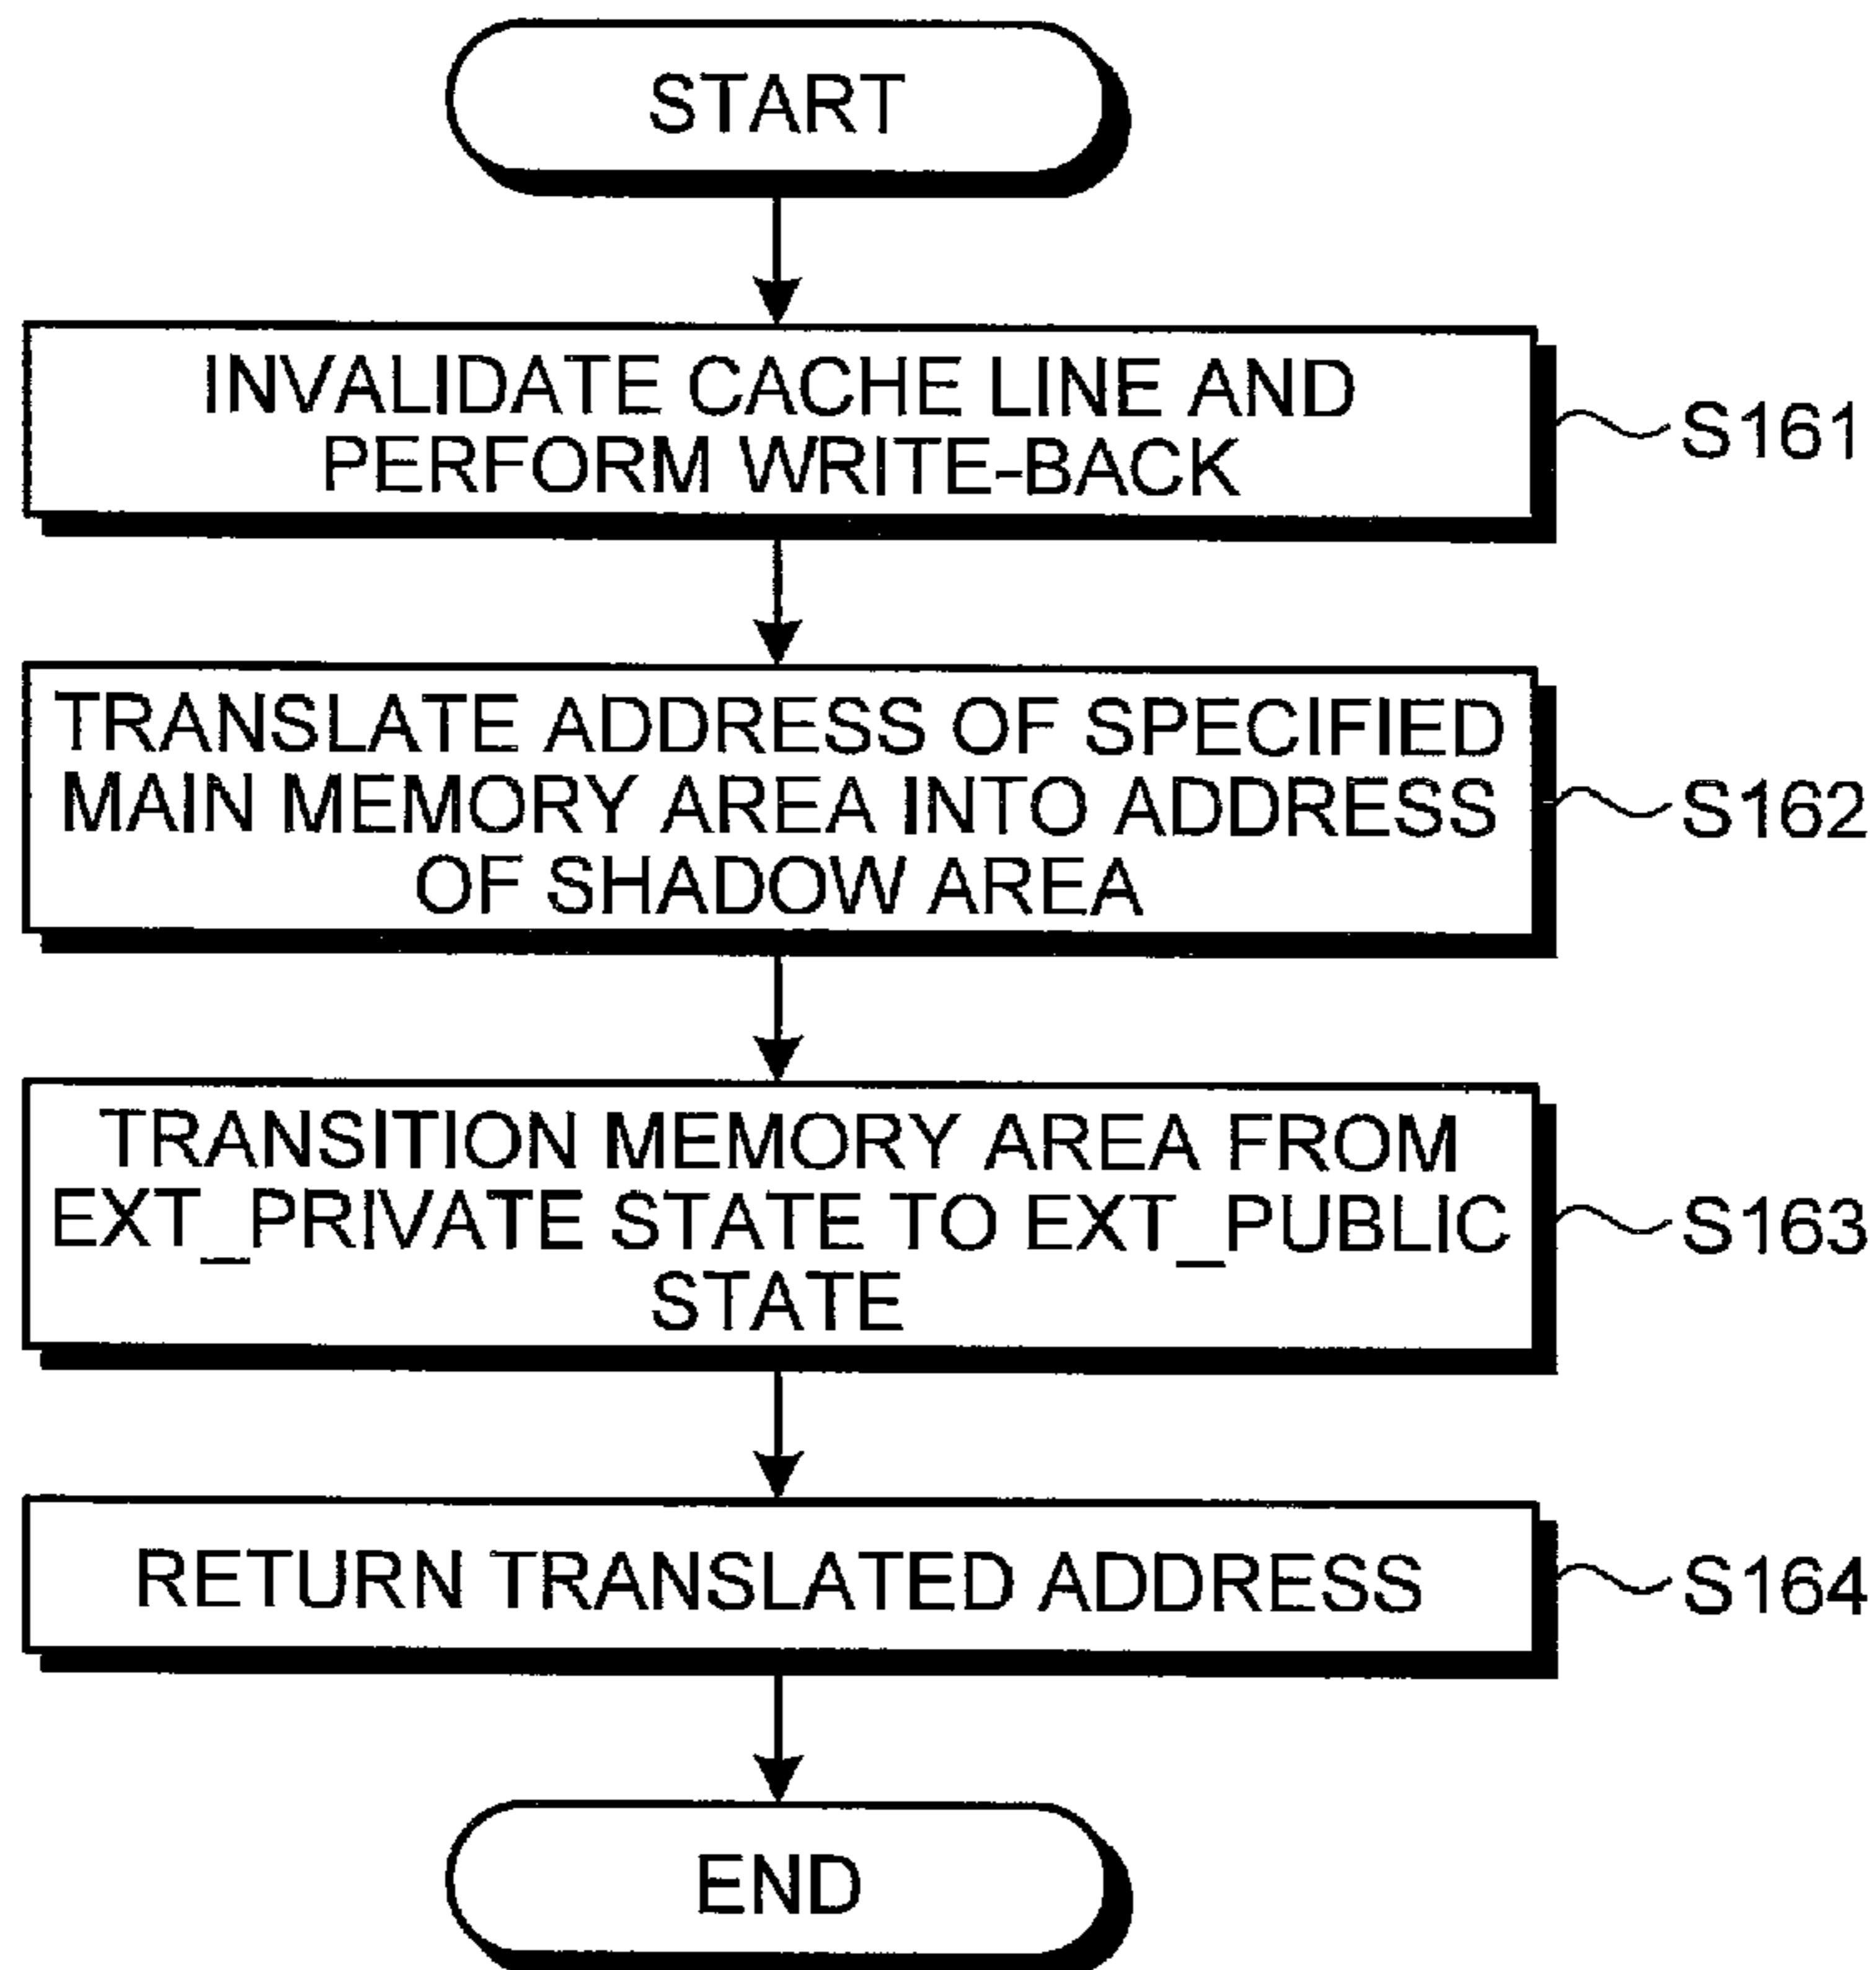 START
INVALIDATE CACHE LINE AND
PERFORM WRITE-BACK
S161
TRANSLATE ADDRESS OF SPECIFIED
MAIN MEMORY AREA INTO ADDRESS
OF SHADOW AREA
S162
TRANSITION MEMORY AREA FROM
EXT_PRIVATE STATE TO EXT_PUBLIC
STATE
S163
RETURN TRANSLATED ADDRESS
S164
END